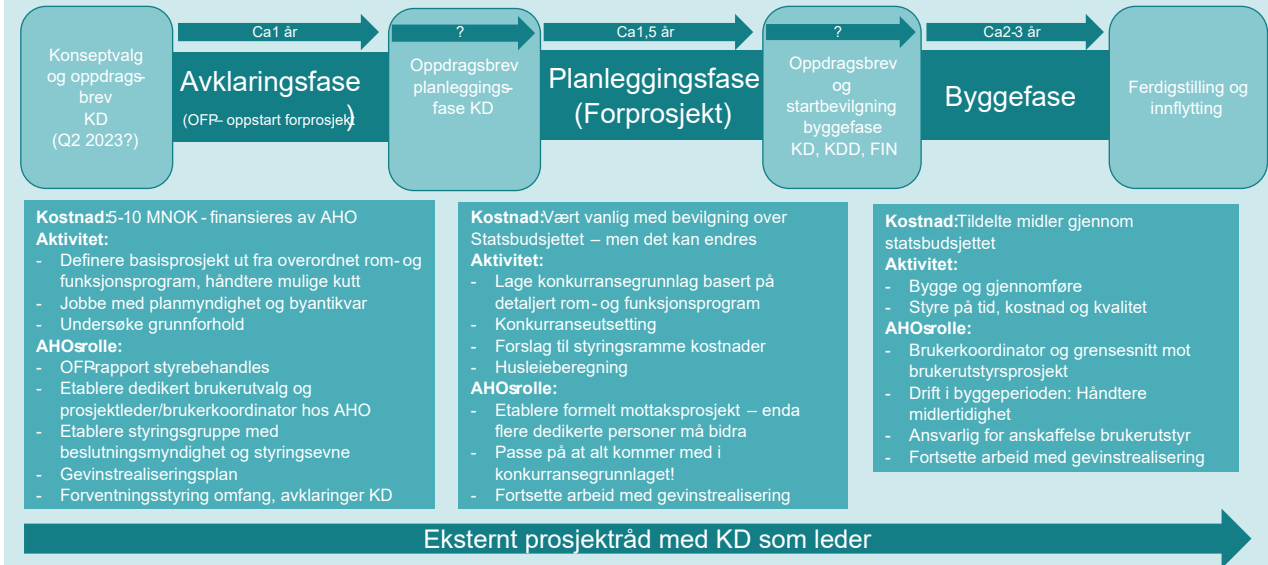 Ca1 år
?
Ca1,5 år
?
Ca2-3 år
Konseptvalg
og oppdrags-
brev
KD
(Q2 2023?)
Avklaringsfase
(OFP– oppstart forprosjekt)
Oppdragsbrev
planleggings-
fase KD
Planleggingsfase
(Forprosjekt)
Oppdragsbrev
og
startbevilgning
byggefase
KD, KDD, FIN
Byggefase
Ferdigstilling og
innflytting
Kostnad:5-10 MNOK - finansieres av AHO
Aktivitet:
- Definere basisprosjekt ut fra overordnet rom- og
funksjonsprogram, håndtere mulige kutt
- Jobbe med planmyndighet og byantikvar
- Undersøke grunnforhold
AHOsrolle:
- OFP-rapport styrebehandles
- Etablere dedikert brukerutvalg og
prosjektleder/brukerkoordinator hos AHO
- Etablere styringsgruppe med
beslutningsmyndighet og styringsevne
- Gevinstrealiseringsplan
- Forventningsstyring omfang, avklaringer KD
Kostnad:Vært vanlig med bevilgning over
Statsbudsjettet – men det kan endres
Aktivitet:
- Lage konkurransegrunnlag basert på
detaljert rom- og funksjonsprogram
- Konkurranseutsetting
- Forslag til styringsramme kostnader
- Husleieberegning
AHOsrolle:
- Etablere formelt mottaksprosjekt – enda
flere dedikerte personer må bidra
- Passe på at alt kommer med i
konkurransegrunnlaget!
- Fortsette arbeid med gevinstrealisering
Kostnad:Tildelte midler gjennom
statsbudsjettet
Aktivitet:
- Bygge og gjennomføre
- Styre på tid, kostnad og kvalitet
AHOsrolle:
- Brukerkoordinator og grensesnitt mot
brukerutstyrsprosjekt
- Drift i byggeperioden: Håndtere
midlertidighet
- Ansvarlig for anskaffelse brukerutstyr
- Fortsette arbeid med gevinstrealisering
Eksternt prosjektråd med KD som leder